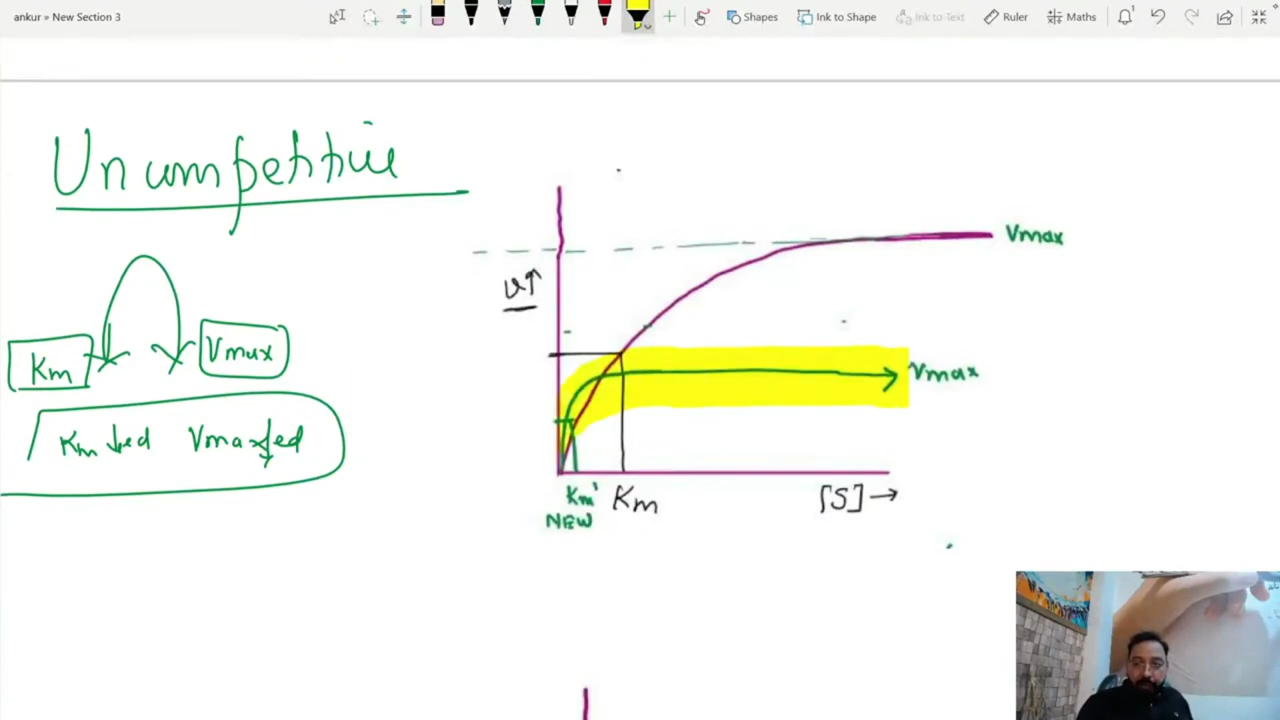 ankur » New Section 3
Shapes
Ink to Shape
Ink to Text
Ruler
Maths
Uncompetitive
Km
Vmax
Km ↓ed Vmax↓ed
v↑
Vmax
Vmax
Km'
NEW
Km
[S] →